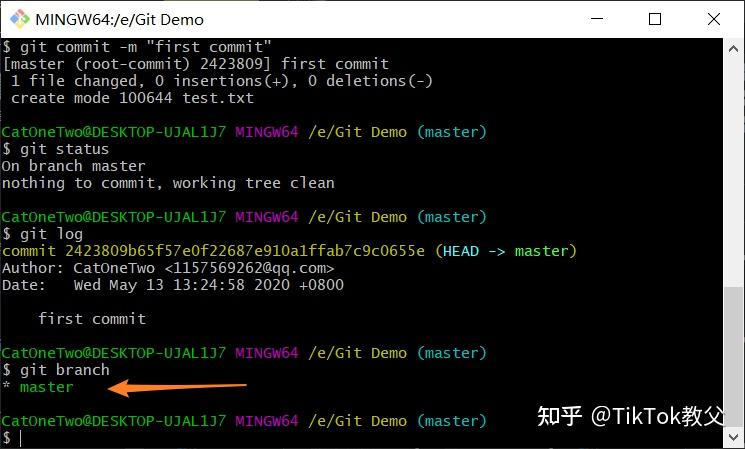 MINGW64:/e/Git Demo
$ git commit -m "first commit"
[master (root-commit) 2423809] first commit
 1 file changed, 0 insertions(+), 0 deletions(-)
 create mode 100644 test.txt
CatOneTwo@DESKTOP-UJAL1J7 MINGW64 /e/Git Demo (master)
$ git status
On branch master
nothing to commit, working tree clean
CatOneTwo@DESKTOP-UJAL1J7 MINGW64 /e/Git Demo (master)
$ git log
commit 2423809b65f57e0f22687e910a1ffab7c9c0655e (HEAD -> master)
Author: CatOneTwo <1157569262@qq.com>
Date:   Wed May 13 13:24:58 2020 +0800
    first commit
CatOneTwo@DESKTOP-UJAL1J7 MINGW64 /e/Git Demo (master)
$ git branch
* master
CatOneTwo@DESKTOP-UJAL1J7 MINGW64 /e/Git Demo (master)
$
知乎 @TikTok教父